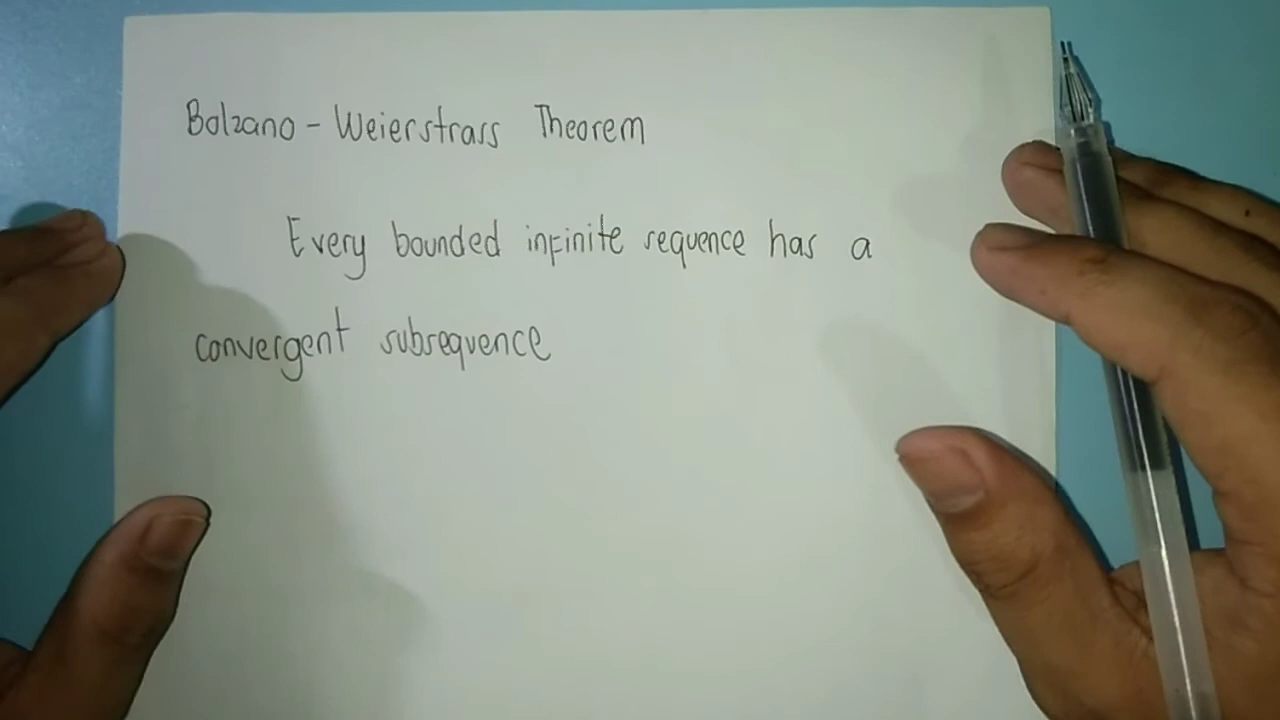 Bolzano - Weierstrass Theorem
Every bounded infinite sequence has a
convergent subsequence